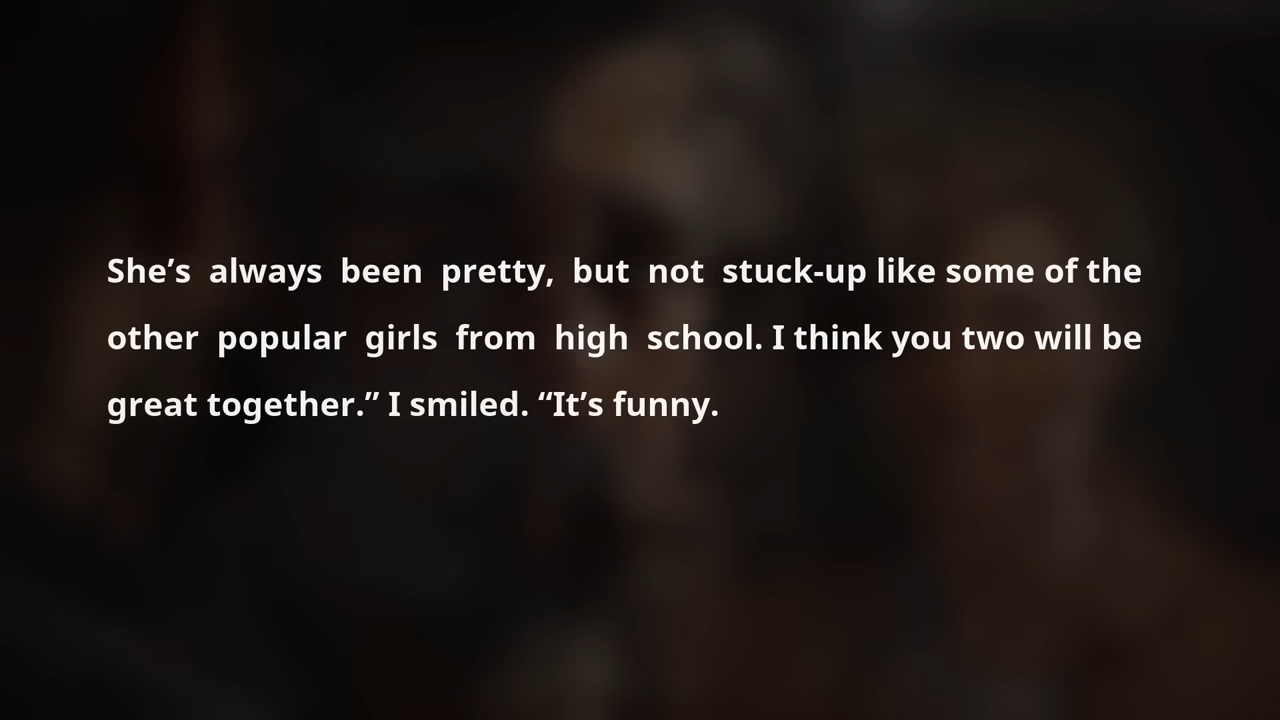 She’s always been pretty, but not stuck-up like some of the
other popular girls from high school. I think you two will be
great together.” I smiled. “It’s funny.